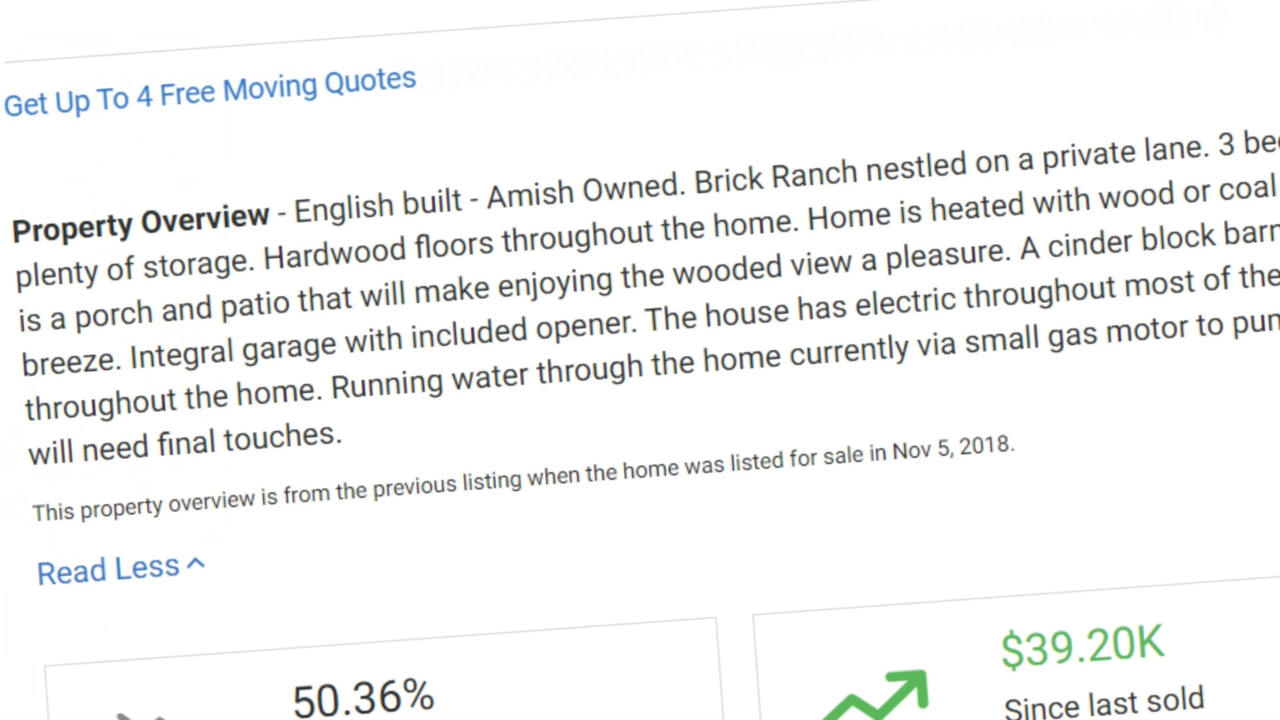 Get Up To 4 Free Moving Quotes
Property Overview - English built - Amish Owned. Brick Ranch nestled on a private lane. 3
plenty of storage. Hardwood floors throughout the home. Home is heated with wood or coal
is a porch and patio that will make enjoying the wooded view a pleasure. A cinder block barn
breeze. Integral garage with included opener. The house has electric throughout most of the
throughout the home. Running water through the home currently via small gas motor to
will need final touches.
This property overview is from the previous listing when the home was listed for sale in Nov 5, 2018.
Read Less
50.36%
$39.20K
Since last sold